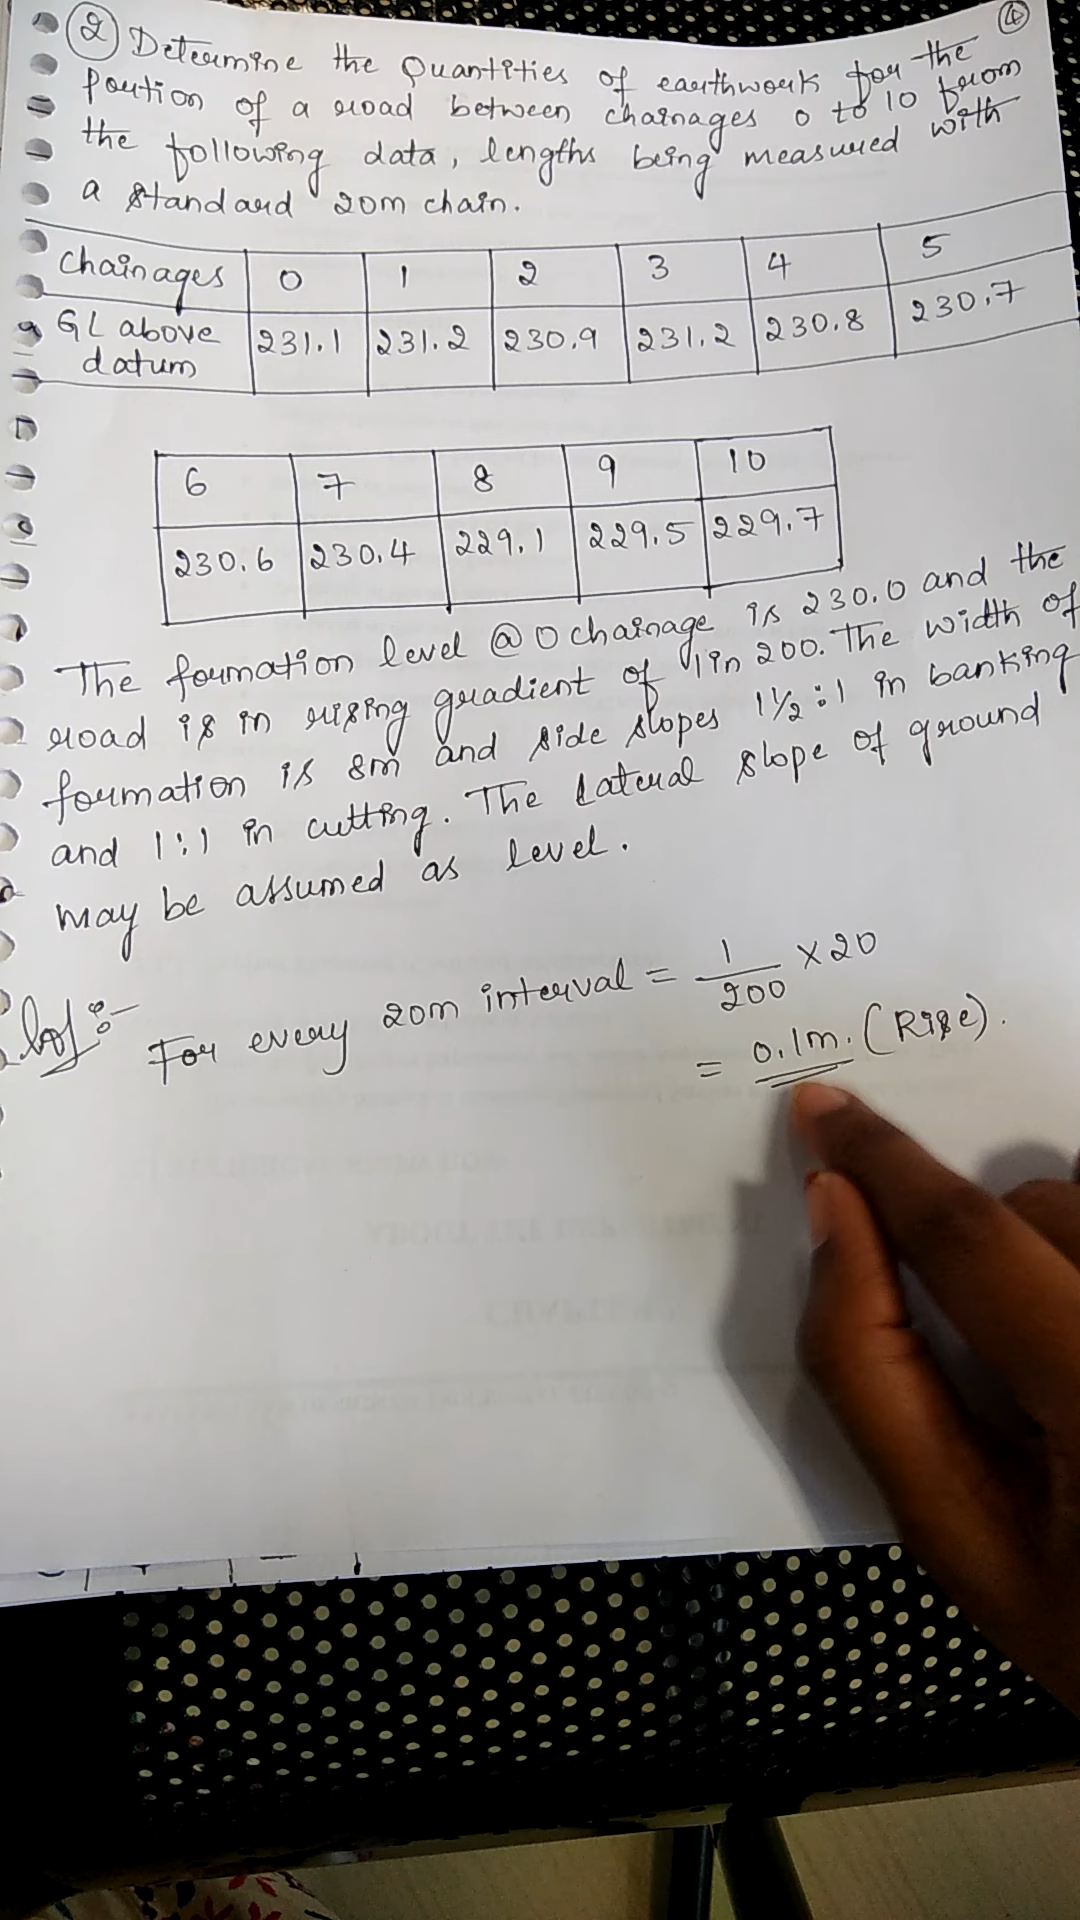 ② Determine the Quantities of earthwork for the
④
Portion of a road between chainages 0 to 10 from
the following data, lengths being measured with
a standard 20m chain.
Chainages 0 1 2 3 4 5
GL above datum 231.1 231.2 230.9 231.2 230.8 230.7
6 7 8 9 10
230.6 230.4 229.1 229.5 229.7
The formation level @ 0 chainage is 230.0 and the
road is in rising gradient of 1 in 200. The width of
formation is 8m and side slopes 1½:1 in banking
and 1:1 in cutting. The Lateral slope of ground
may be assumed as level.
Sol:-
For every 20m interval = 1/200 × 20
= 0.1m. (Rise).